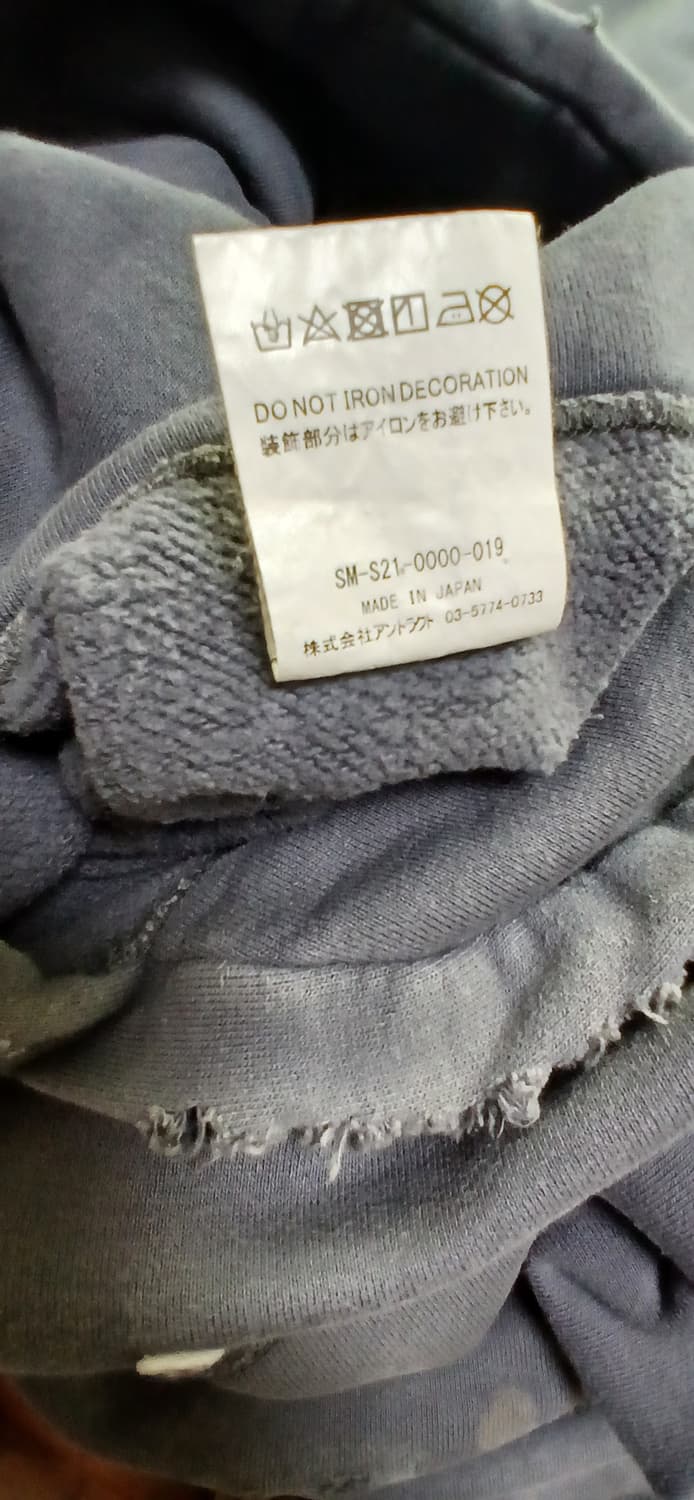 DO NOT IRON DECORATION
装飾部分はアイロンをお避け下さい。
SM-S21-0000-019
MADE IN JAPAN
株式会社アントラクト 03-5774-0733